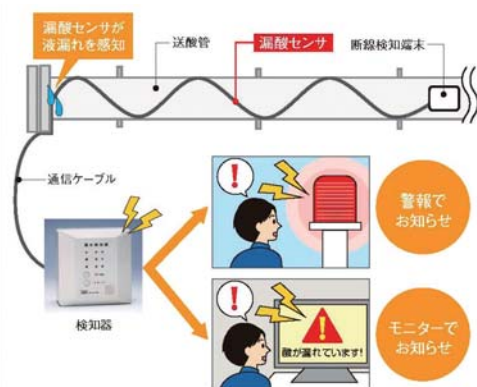 漏酸センサが
液漏れを感知
送酸管
漏酸センサ
断線検知端末
通信ケーブル
検知器
!
警報で
お知らせ
!
!
酸が漏れています!
モニターで
お知らせ